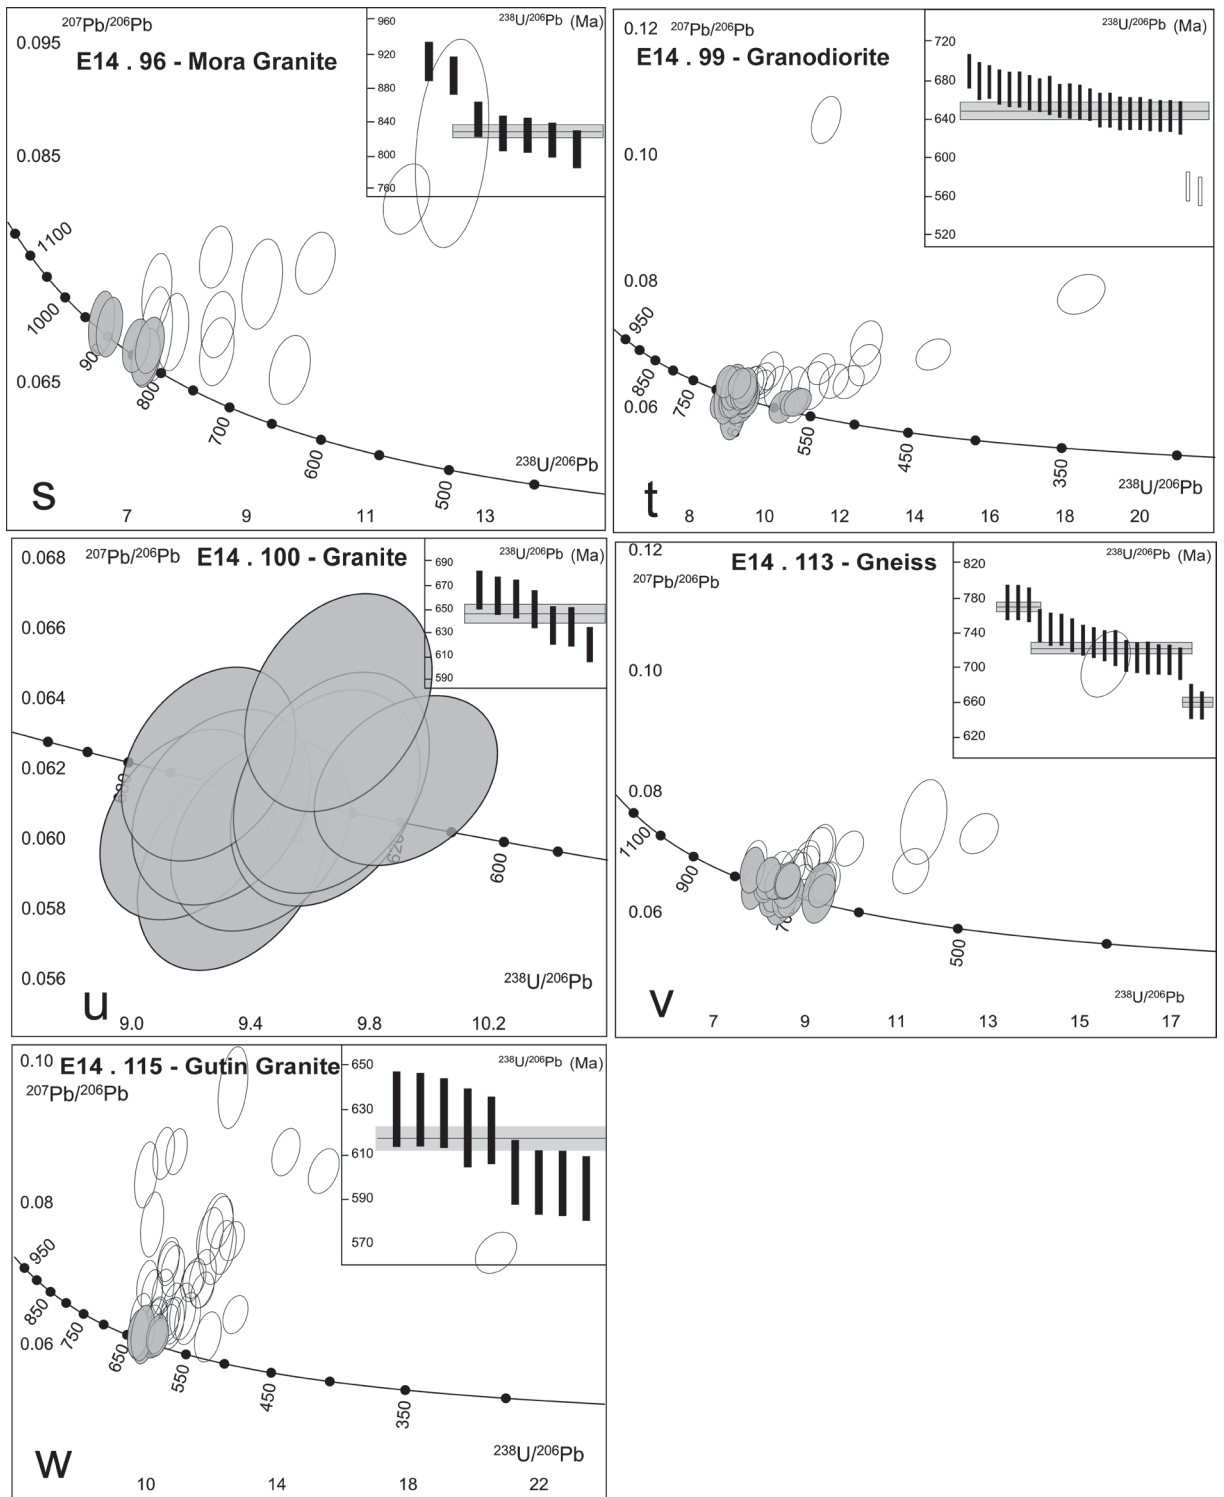 ²⁰⁷Pb/²⁰⁶Pb
E14 . 96 - Mora Granite
²³⁸U/²⁰⁶Pb (Ma)
960
920
880
840
800
760
0.095
0.085
0.065
1100
1000
90
800
700
600
500
²³⁸U/²⁰⁶Pb
s
7 9 11 13
0.12 ²⁰⁷Pb/²⁰⁶Pb
E14 . 99 - Granodiorite
²³⁸U/²⁰⁶Pb (Ma)
720
680
640
600
560
520
0.10
0.08
0.06
950
850
750
550
450
350
²³⁸U/²⁰⁶Pb
t
8 10 12 14 16 18 20
0.068 ²⁰⁷Pb/²⁰⁶Pb E14 . 100 - Granite
²³⁸U/²⁰⁶Pb (Ma)
690
670
650
630
610
590
0.066
0.064
0.062
0.060
0.058
0.056
620
600
²³⁸U/²⁰⁶Pb
u
9.0 9.4 9.8 10.2
0.12 E14 . 113 - Gneiss
²⁰⁷Pb/²⁰⁶Pb
²³⁸U/²⁰⁶Pb (Ma)
820
780
740
700
660
620
0.10
0.08
0.06
1100
900
500
²³⁸U/²⁰⁶Pb
v
7 9 11 13 15 17
0.10 E14 . 115 - Gutin Granite
²⁰⁷Pb/²⁰⁶Pb
²³⁸U/²⁰⁶Pb (Ma)
650
630
610
590
570
0.08
0.06
950
850
750
650
550
450
350
²³⁸U/²⁰⁶Pb
w
10 14 18 22